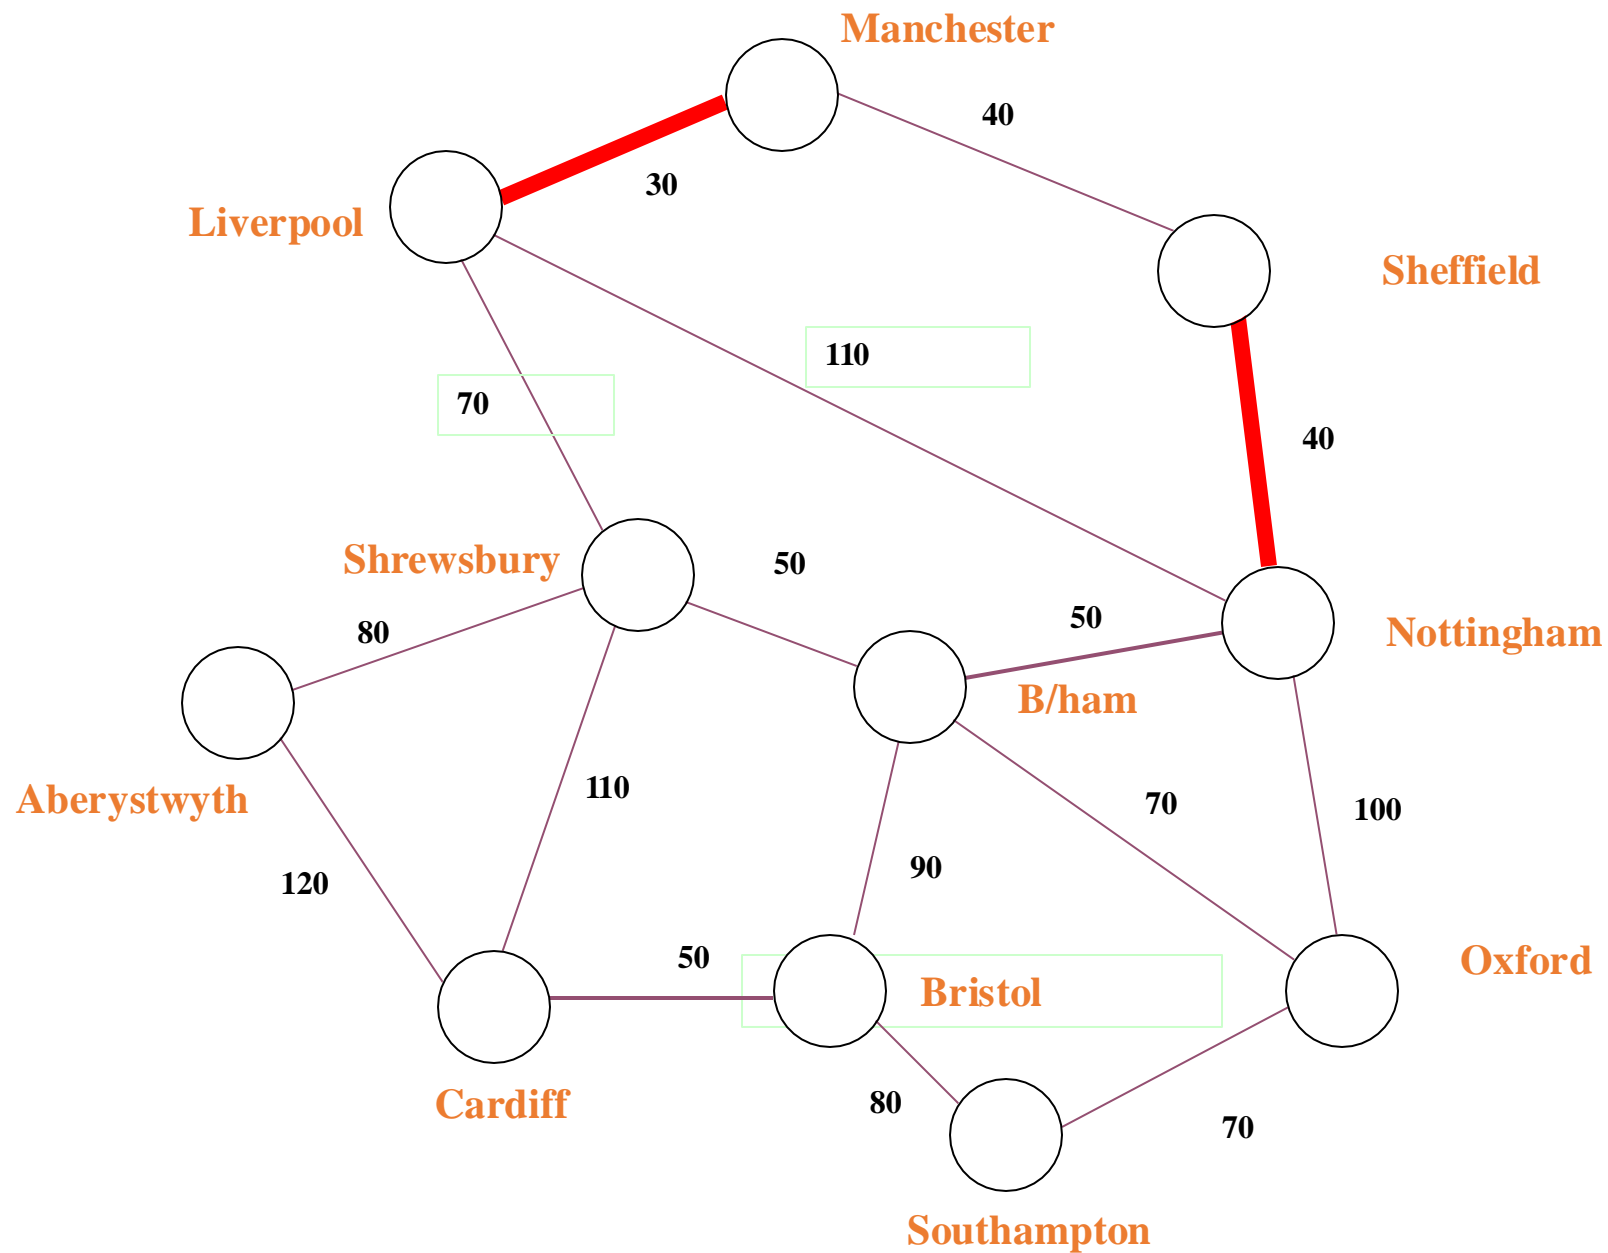 Manchester
40
30
Liverpool
Sheffield
110
70
40
Shrewsbury
50
50
80
Nottingham
B/ham
Aberystwyth
110
70
100
90
120
50
Oxford
Bristol
Cardiff
80
70
Southampton